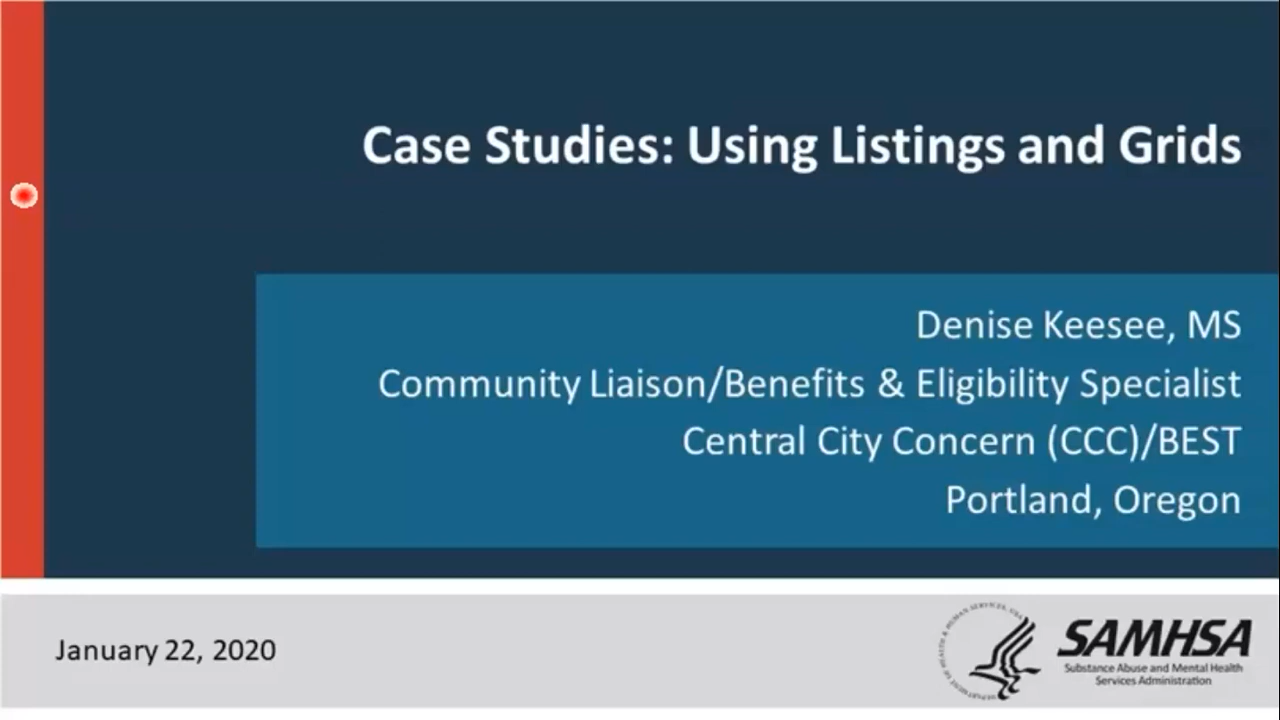 Case Studies: Using Listings and Grids
Denise Keesee, MS
Community Liaison/Benefits & Eligibility Specialist
Central City Concern (CCC)/BEST
Portland, Oregon
January 22, 2020
SAMHSA
Substance Abuse and Mental Health
Services Administration